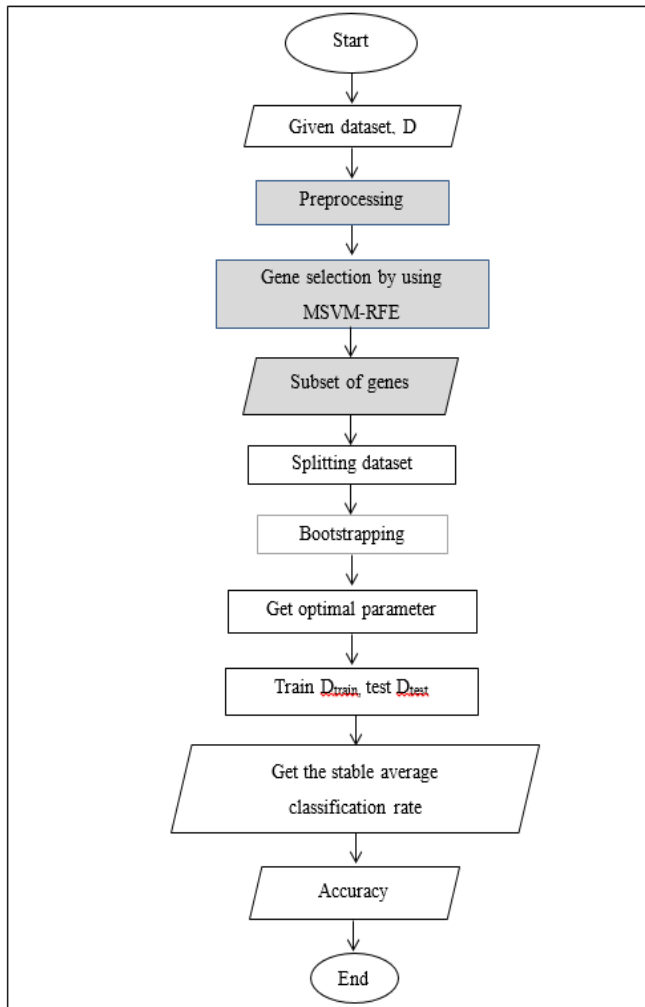 Start
Given dataset, D
Preprocessing
Gene selection by using
MSVM-RFE
Subset of genes
Splitting dataset
Bootstrapping
Get optimal parameter
Train Dtrain, test Dtest
Get the stable average
classification rate
Accuracy
End